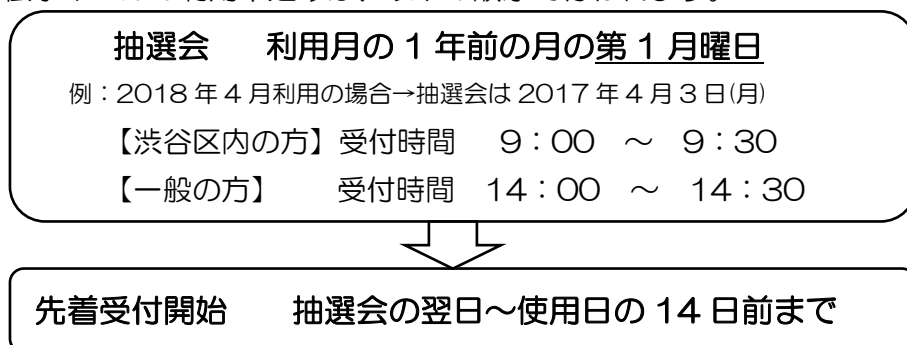 抽選会 利用月の1年前の月の第1月曜日
例：2018年4月利用の場合→抽選会は2017年4月3日(月)
【渋谷区内の方】受付時間 9：00 ～ 9：30
【一般の方】 受付時間 14：00 ～ 14：30
先着受付開始 抽選会の翌日～使用日の14日前まで